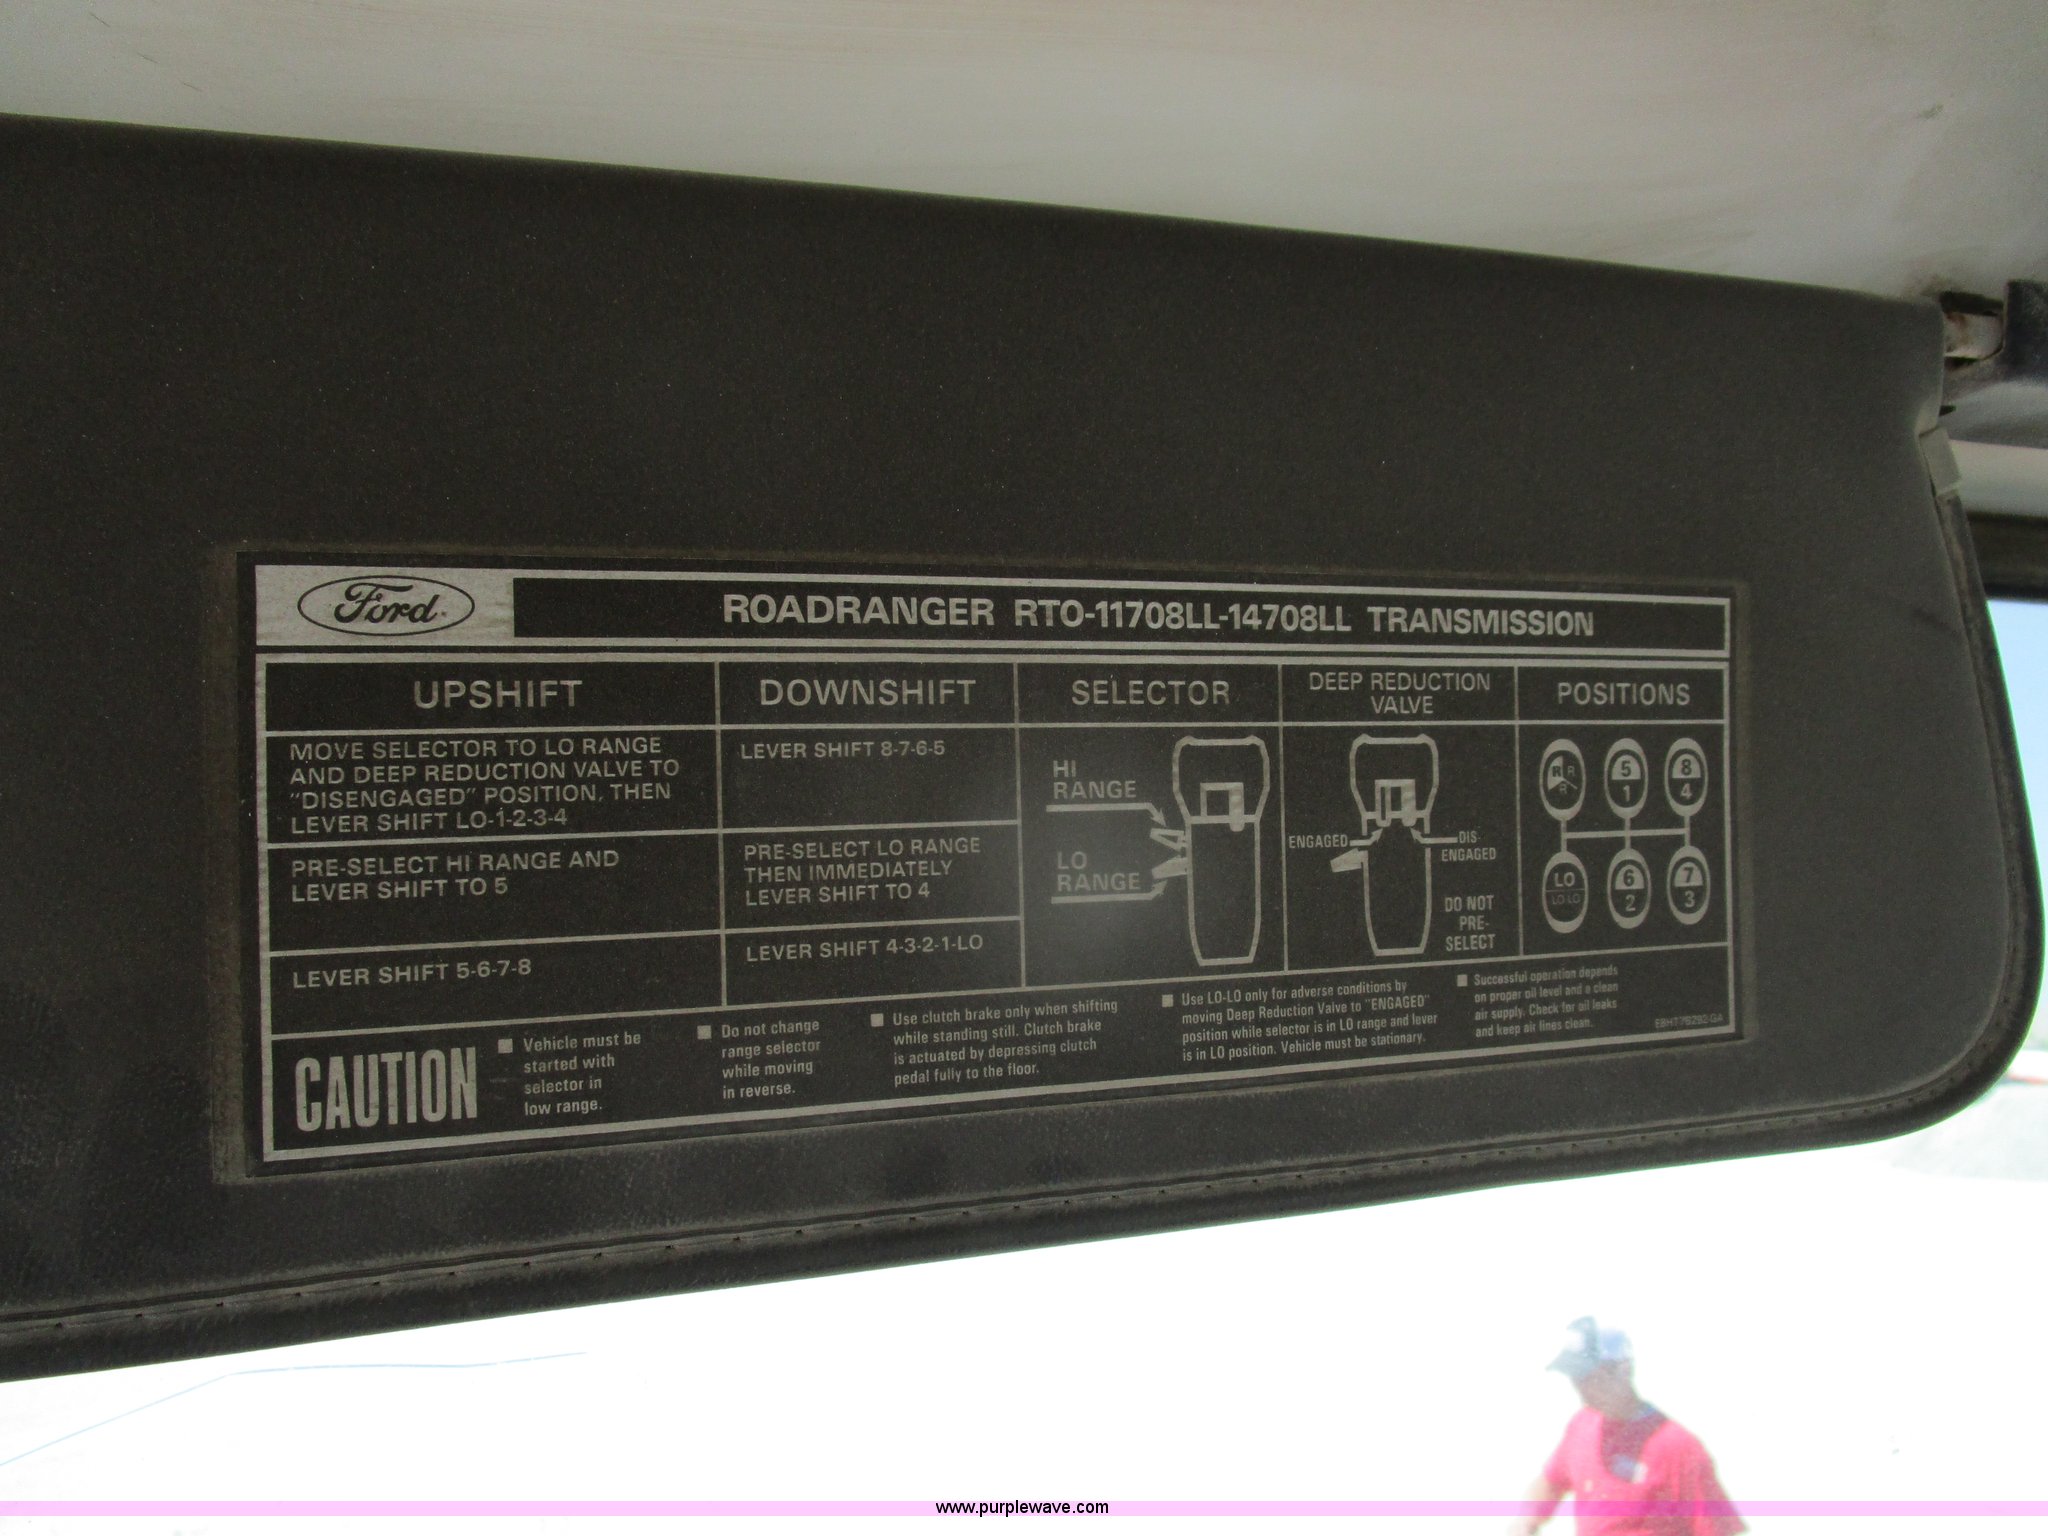 Ford
ROADRANGER RTO-11708LL-14708LL TRANSMISSION
UPSHIFT
MOVE SELECTOR TO LO RANGE
AND DEEP REDUCTION VALVE TO
"DISENGAGED" POSITION, THEN
LEVER SHIFT LO-1-2-3-4
PRE-SELECT HI RANGE AND
LEVER SHIFT TO 5
LEVER SHIFT 5-6-7-8
DOWNSHIFT
LEVER SHIFT 8-7-6-5
PRE-SELECT LO RANGE
THEN IMMEDIATELY
LEVER SHIFT TO 4
LEVER SHIFT 4-3-2-1-LO
SELECTOR
HI
RANGE
LO
RANGE
DEEP REDUCTION
VALVE
ENGAGED
DIS-
ENGAGED
DO NOT
PRE-
SELECT
POSITIONS
R R 5 8
R 1 4
LO 6 7
LO LO 2 3
CAUTION
■ Vehicle must be
started with
selector in
low range.
■ Do not change
range selector
while moving
in reverse.
■ Use clutch brake only when shifting
while standing still. Clutch brake
is actuated by depressing clutch
pedal fully to the floor.
■ Use LO-LO only for adverse conditions by
moving Deep Reduction Valve to "ENGAGED"
position while selector is in LO range and lever
is in LO position. Vehicle must be stationary.
■ Successful operation depends
on proper oil level and a clean
air supply. Check for oil leaks
and keep air lines clean.
www.purplewave.com